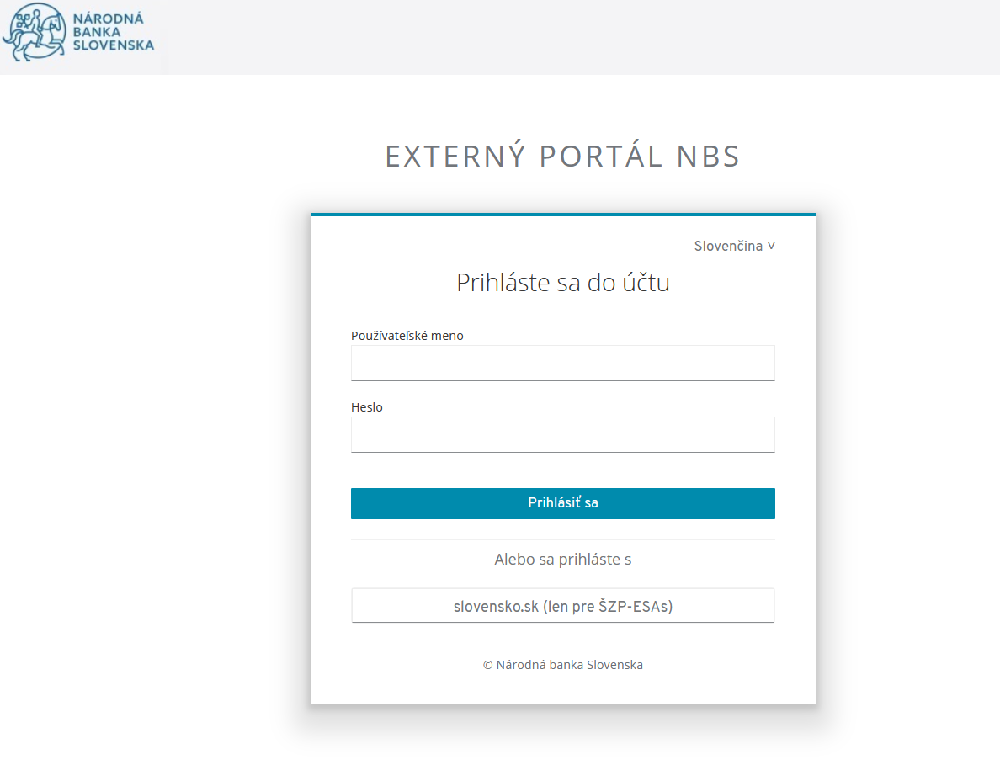 NÁRODNÁ
BANKA
SLOVENSKA
EXTERNÝ PORTÁL NBS
Slovenčina ˅
Prihláste sa do účtu
Používateľské meno
Heslo
Prihlásiť sa
Alebo sa prihláste s
slovensko.sk (len pre ŠZP-ESAs)
© Národná banka Slovenska